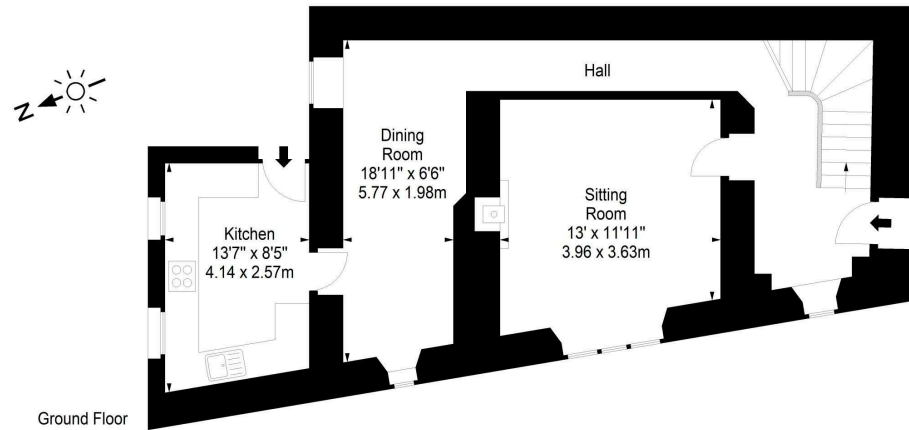 Hall
N
Dining
Room
18'11" x 6'6"
5.77 x 1.98m
Sitting
Room
13' x 11'11"
3.96 x 3.63m
Kitchen
13'7" x 8'5"
4.14 x 2.57m
Ground Floor